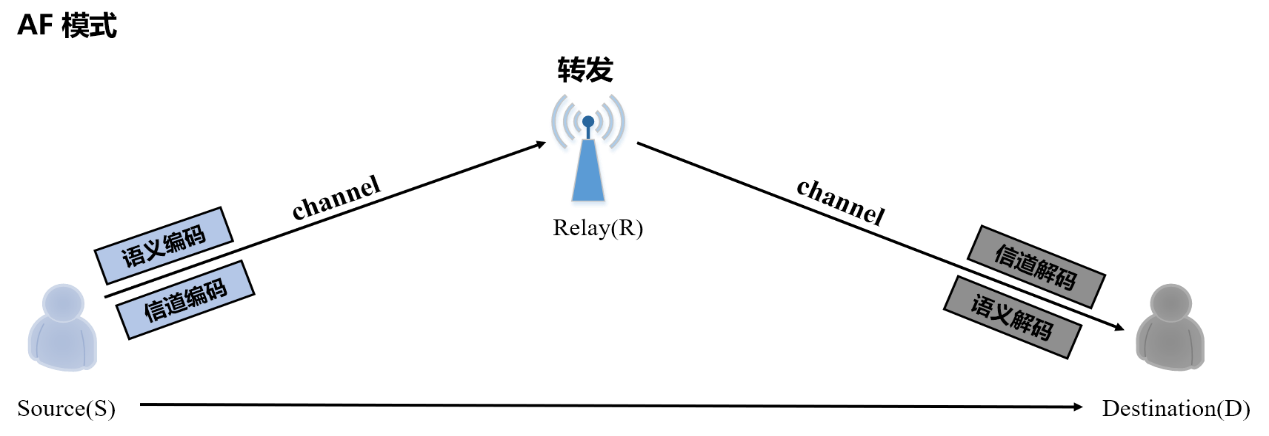 AF 模式
转发
channel
channel
Relay(R)
语义编码
信道编码
信道解码
语义解码
Source(S)
Destination(D)